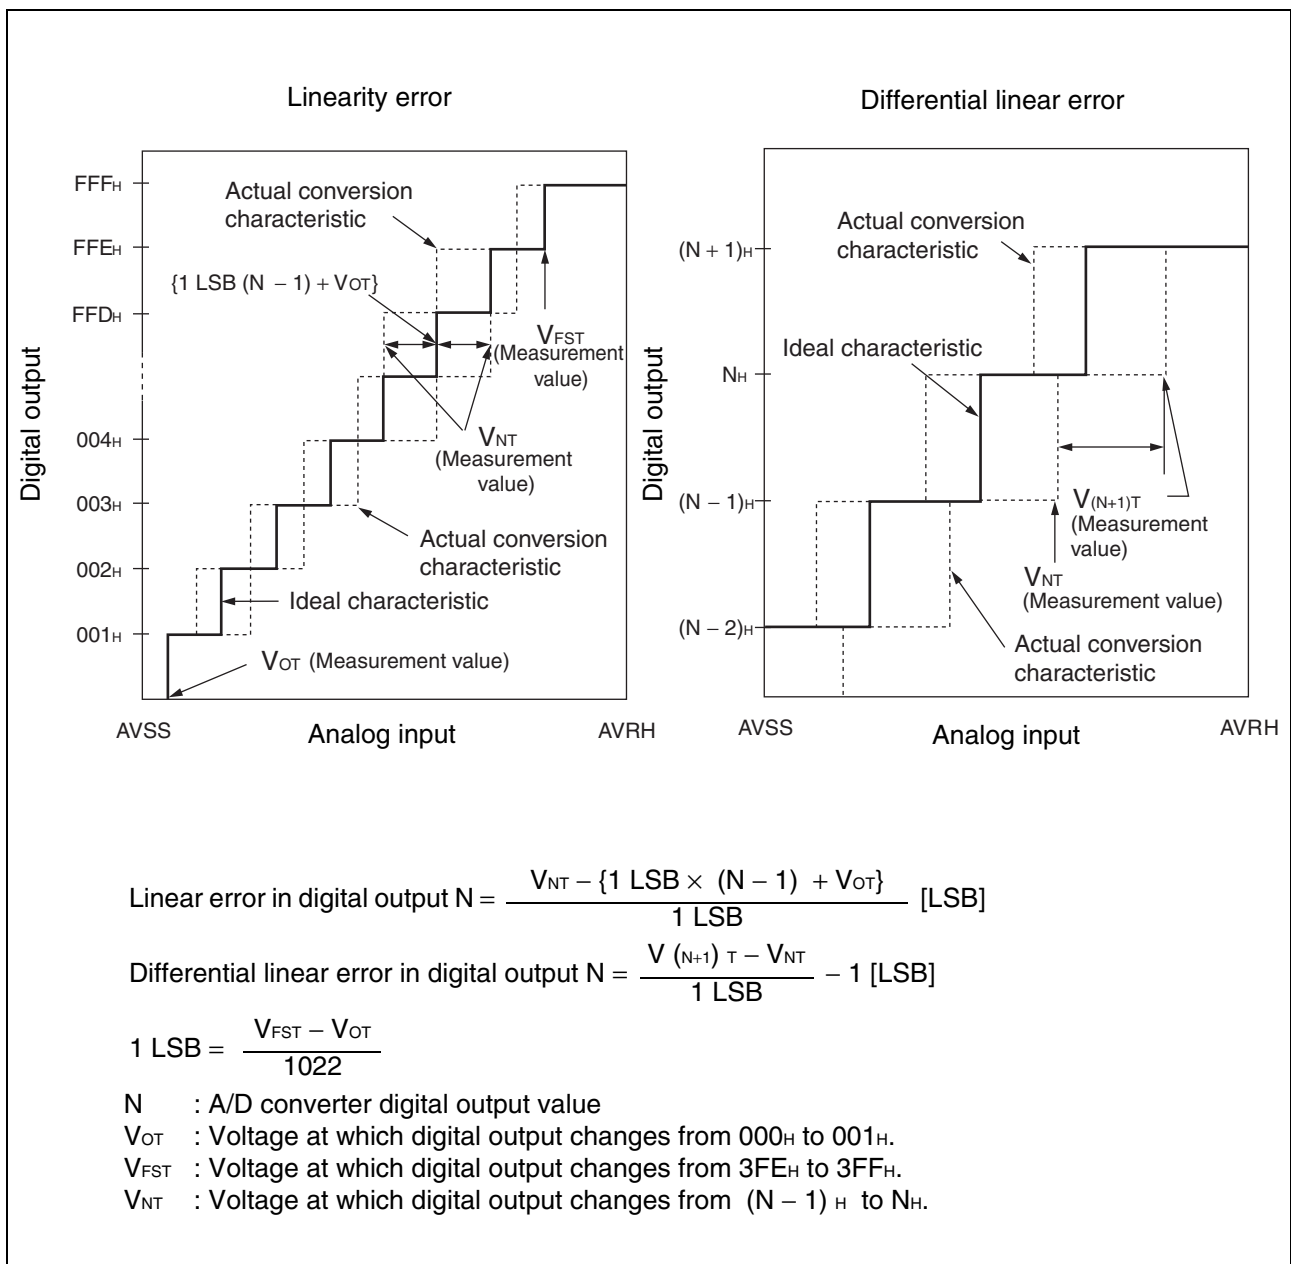 Linearity error
FFFH
FFEH
FFDH
004H
003H
002H
001H
Digital output
Actual conversion
characteristic
{1 LSB (N − 1) + VOT}
VFST
(Measurement
value)
VNT
(Measurement
value)
Actual conversion
characteristic
Ideal characteristic
VOT (Measurement value)
AVSS
Analog input
AVRH
Differential linear error
(N + 1)H
NH
(N − 1)H
(N − 2)H
Digital output
Actual conversion
characteristic
Ideal characteristic
V(N+1)T
(Measurement
value)
VNT
(Measurement value)
Actual conversion
characteristic
AVSS
Analog input
AVRH
Linear error in digital output N = VNT − {1 LSB × (N − 1) + VOT} / 1 LSB [LSB]
Differential linear error in digital output N = V (N+1) T − VNT / 1 LSB − 1 [LSB]
1 LSB = VFST − VOT / 1022
N : A/D converter digital output value
VOT : Voltage at which digital output changes from 000H to 001H.
VFST : Voltage at which digital output changes from 3FEH to 3FFH.
VNT : Voltage at which digital output changes from (N − 1) H to NH.